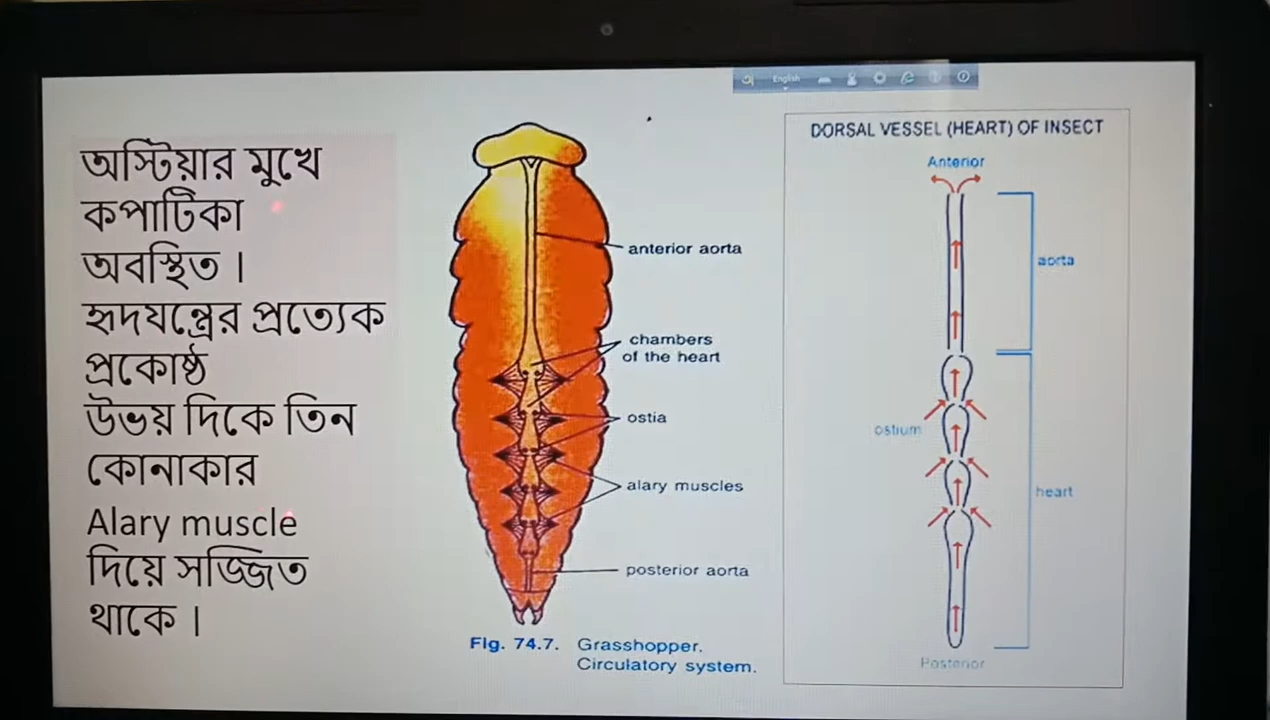 English
অস্টিয়ার মুখে
কপাটিকা
অবস্থিত ।
হৃদযন্ত্রের প্রত্যেক
প্রকোষ্ঠ
উভয় দিকে তিন
কোনাকার
Alary muscle
দিয়ে সজ্জিত
থাকে ।
anterior aorta
chambers
of the heart
ostia
alary muscles
posterior aorta
Fig. 74.7. Grasshopper.
Circulatory system.
DORSAL VESSEL (HEART) OF INSECT
Anterior
aorta
ostium
heart
Posterior